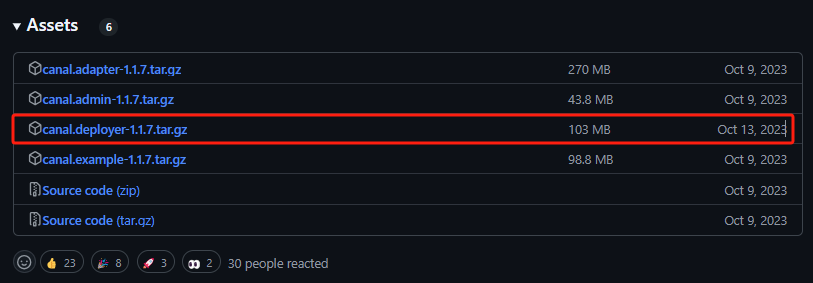 Assets 6
canal.adapter-1.1.7.tar.gz 270 MB Oct 9, 2023
canal.admin-1.1.7.tar.gz 43.8 MB Oct 9, 2023
canal.deployer-1.1.7.tar.gz 103 MB Oct 13, 2023
canal.example-1.1.7.tar.gz 98.8 MB Oct 9, 2023
Source code (zip) Oct 9, 2023
Source code (tar.gz) Oct 9, 2023
23 8 3 2 30 people reacted